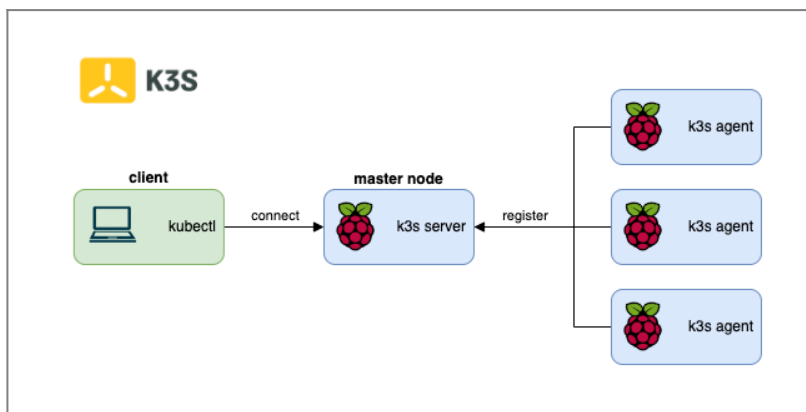 K3S
client
kubectl
connect
master node
k3s server
register
k3s agent
k3s agent
k3s agent